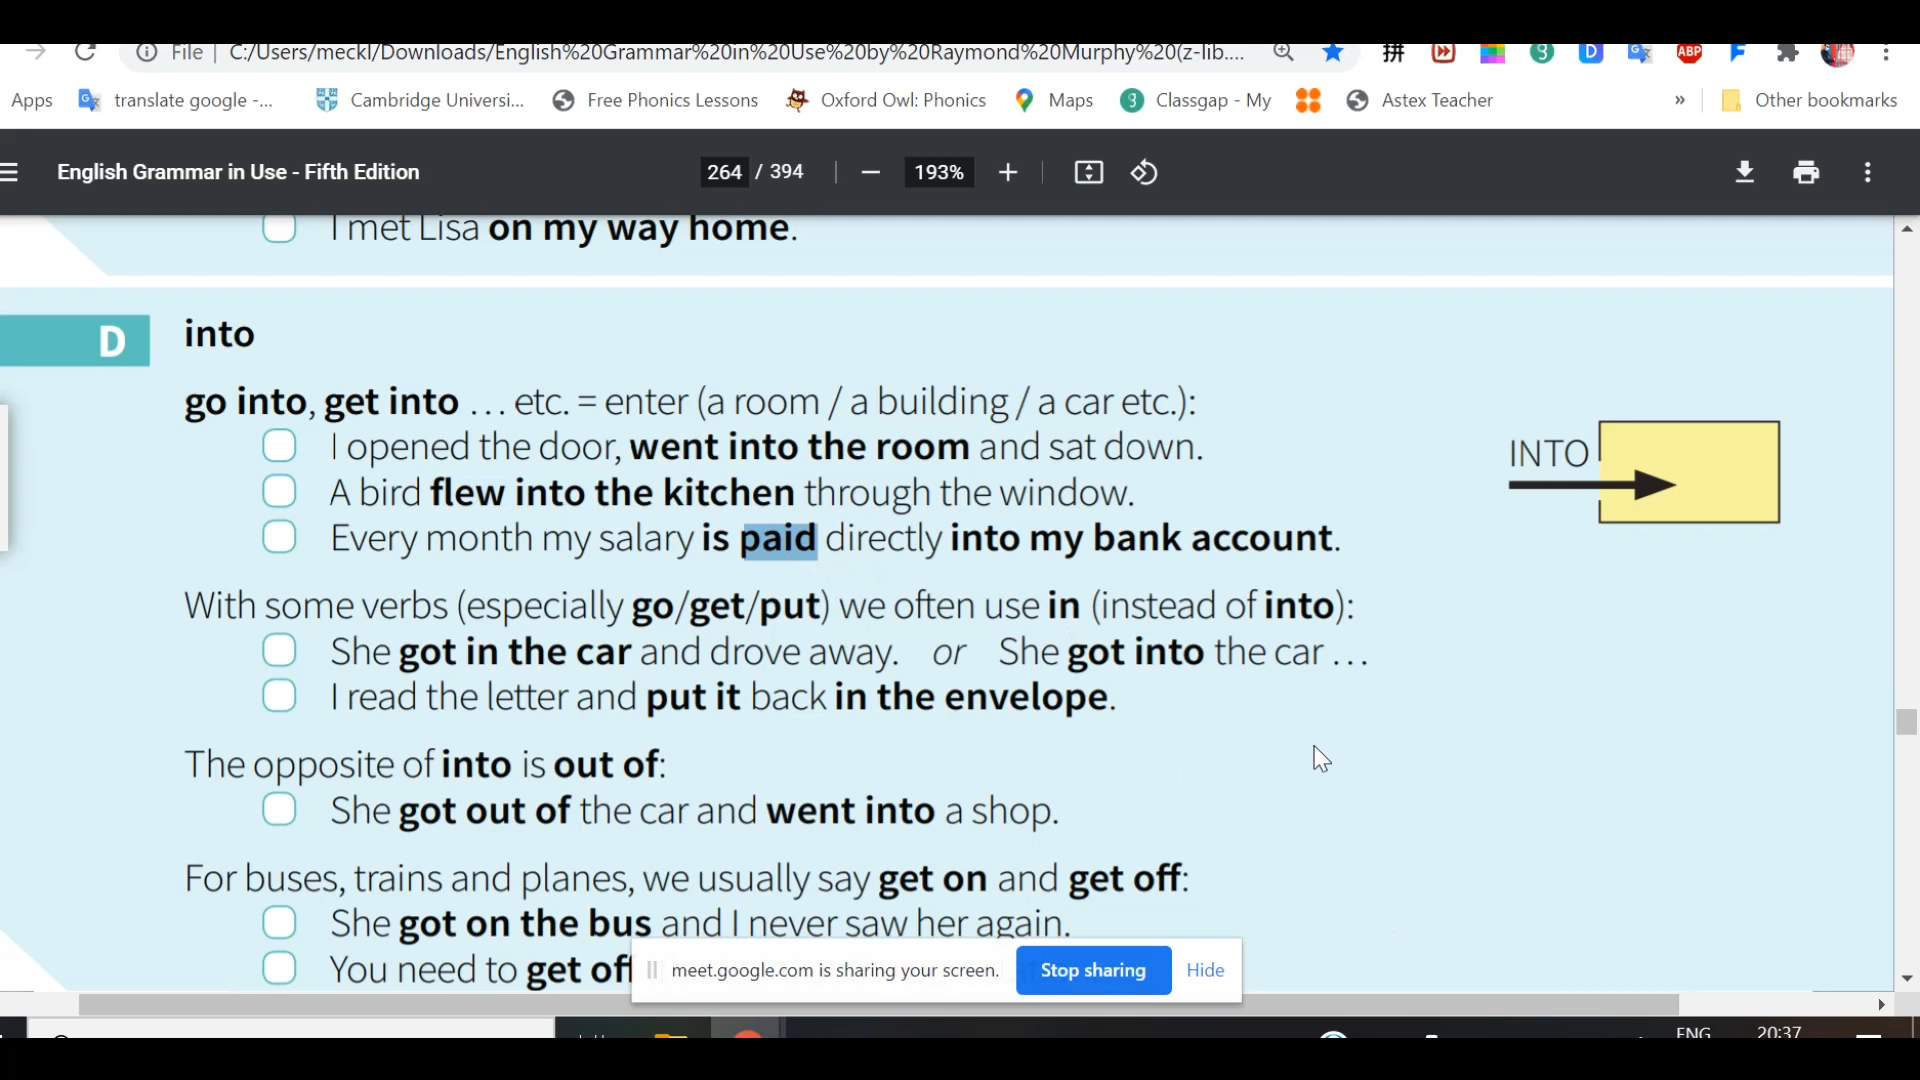 File | C:/Users/meckl/Downloads/English%20Grammar%20in%20Use%20by%20Raymond%20Murphy%20(z-lib....
Apps translate google -... Cambridge Universi... Free Phonics Lessons Oxford Owl: Phonics Maps Classgap - My Astex Teacher » Other bookmarks
English Grammar in Use - Fifth Edition 264 / 394 193%
I met Lisa on my way home.
D into
go into, get into … etc. = enter (a room / a building / a car etc.):
I opened the door, went into the room and sat down.
INTO
A bird flew into the kitchen through the window.
Every month my salary is paid directly into my bank account.
With some verbs (especially go/get/put) we often use in (instead of into):
She got in the car and drove away. or She got into the car …
I read the letter and put it back in the envelope.
The opposite of into is out of:
She got out of the car and went into a shop.
For buses, trains and planes, we usually say get on and get off:
She got on the bus and I never saw her again.
You need to get off
meet.google.com is sharing your screen. Stop sharing Hide
ENG 20:37